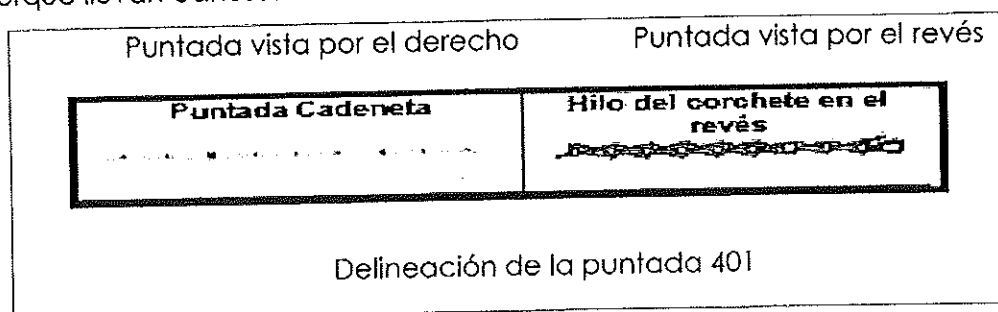 Puntada vista por el derecho Puntada vista por el revés
Puntada Cadeneta
Hilo del corchete en el
revés
Delineación de la puntada 401